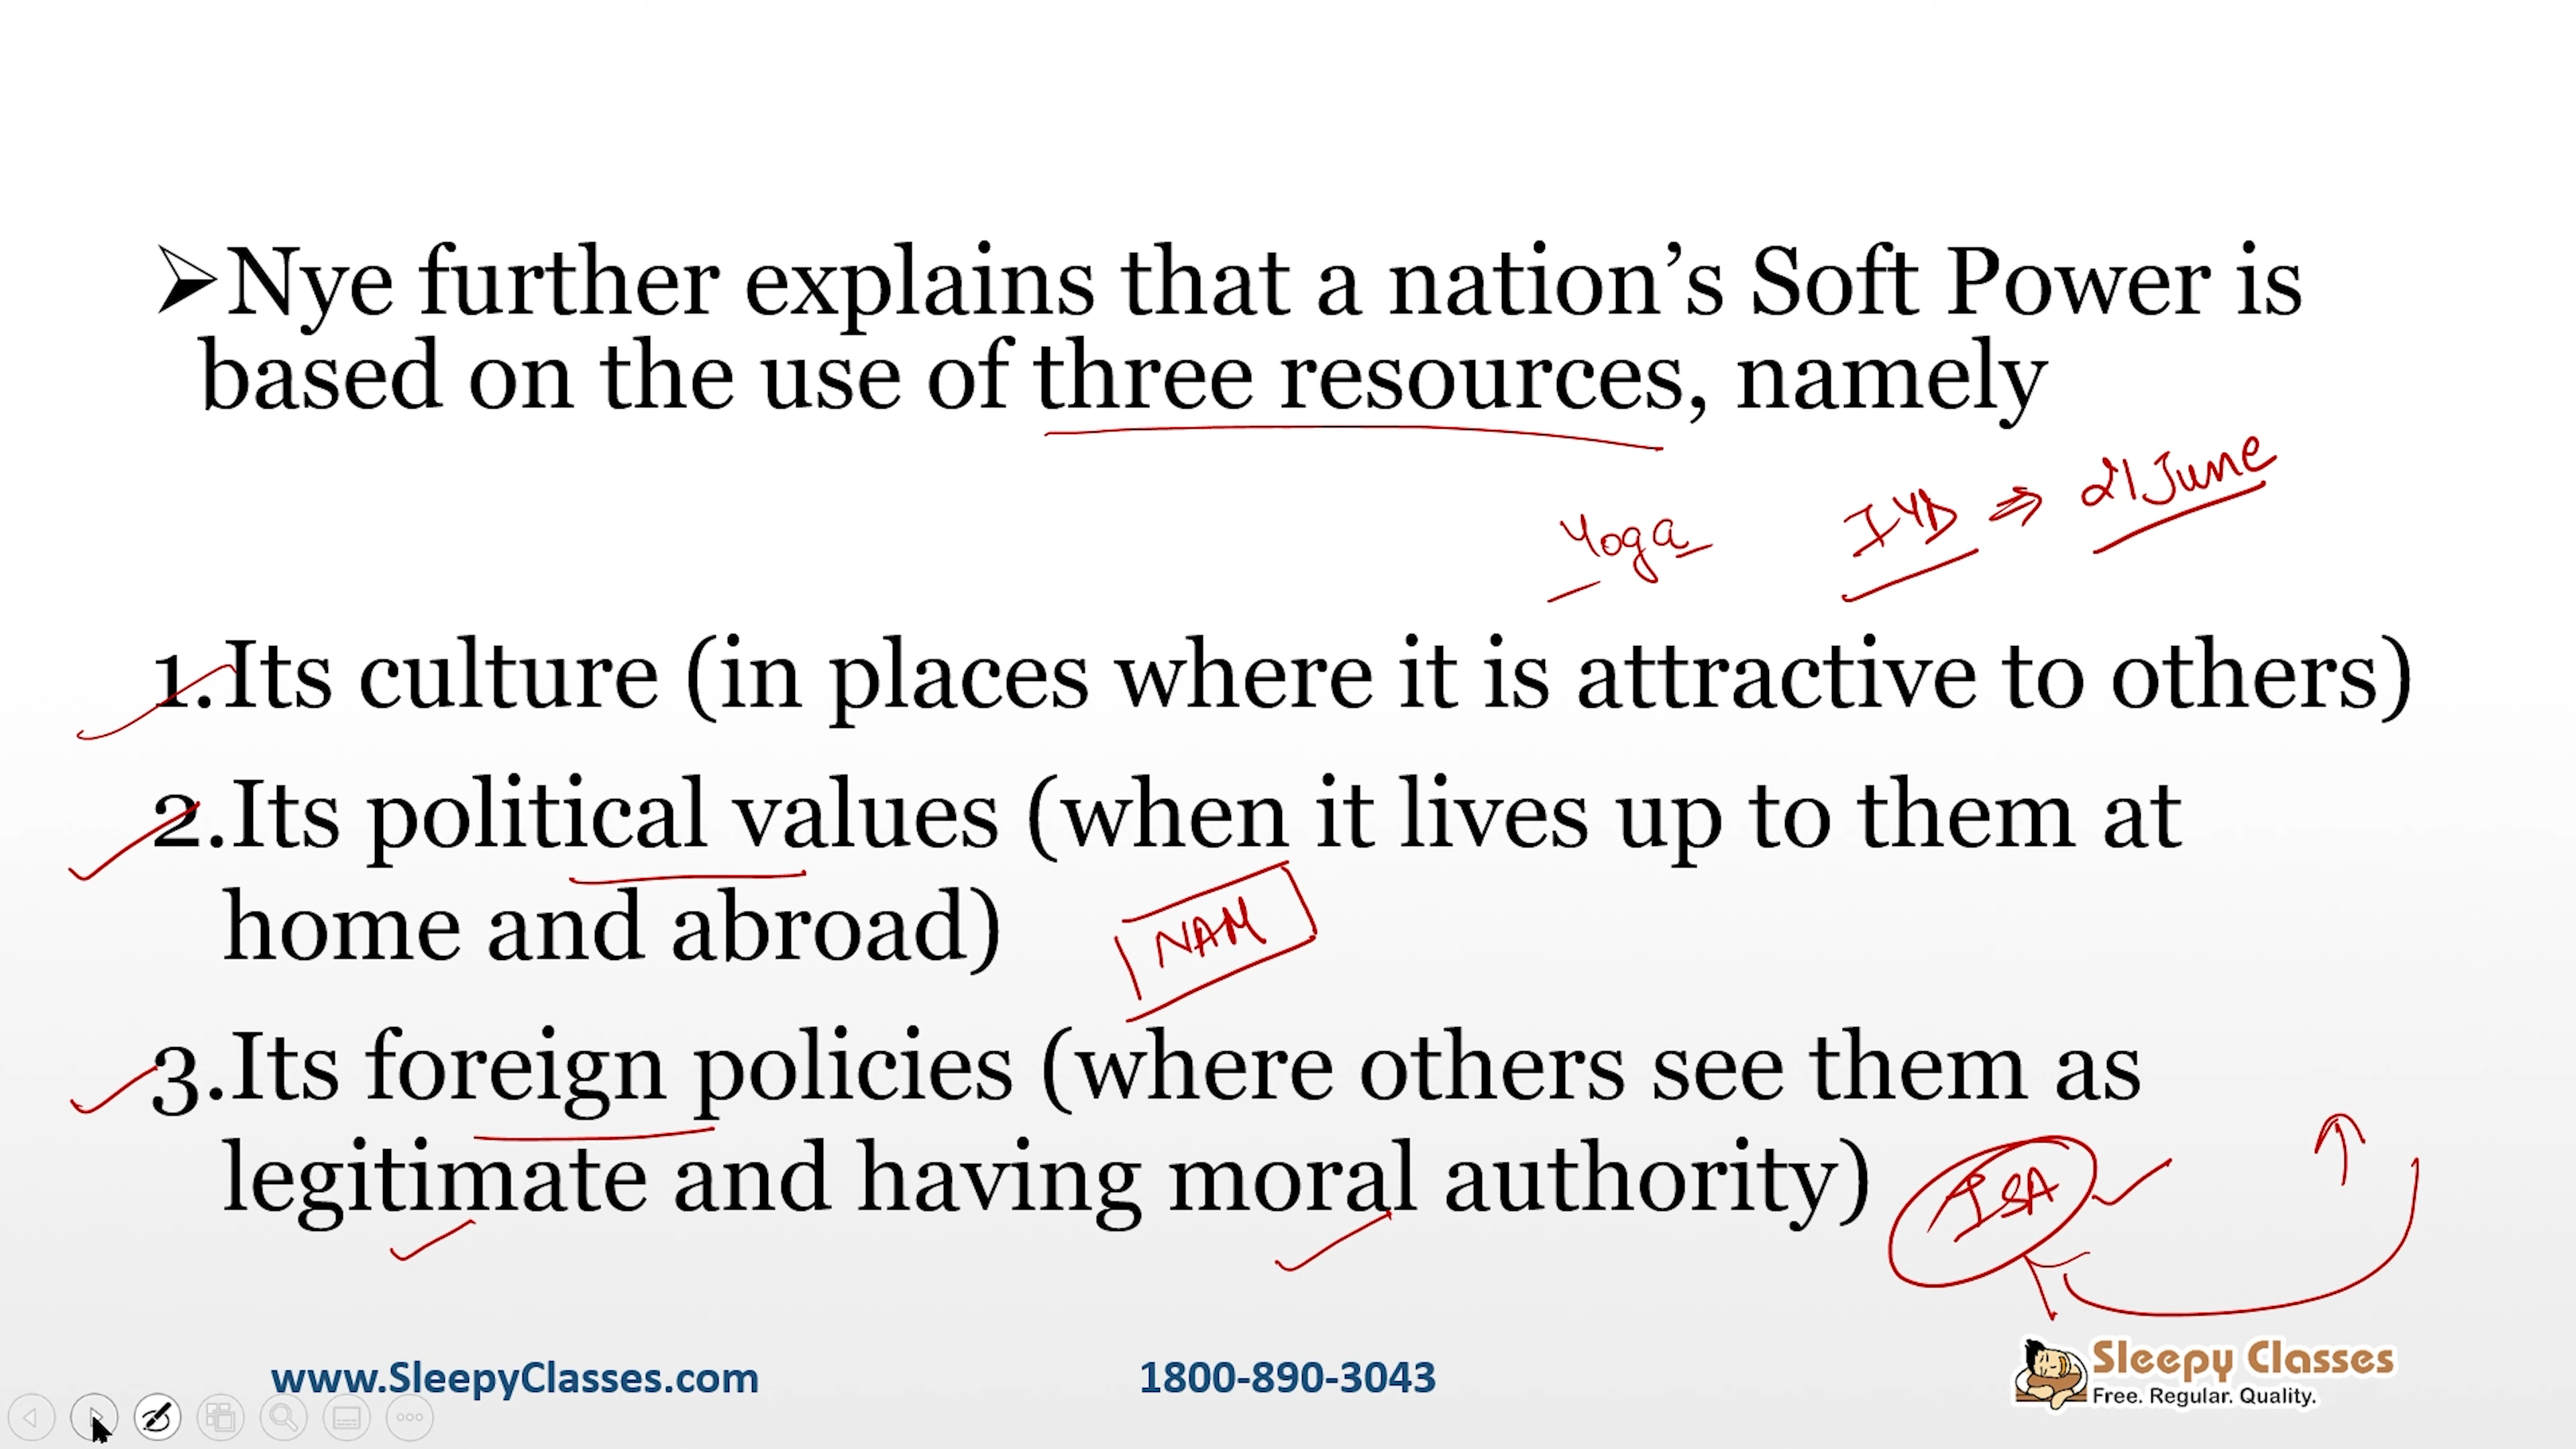 ➢Nye further explains that a nation’s Soft Power is
based on the use of three resources, namely
Yoga IYD ⇒ 21 June
1.Its culture (in places where it is attractive to others)
2.Its political values (when it lives up to them at
home and abroad)
NAM
3.Its foreign policies (where others see them as
legitimate and having moral authority)
ISA
www.SleepyClasses.com
1800-890-3043
Sleepy Classes
Free. Regular. Quality.